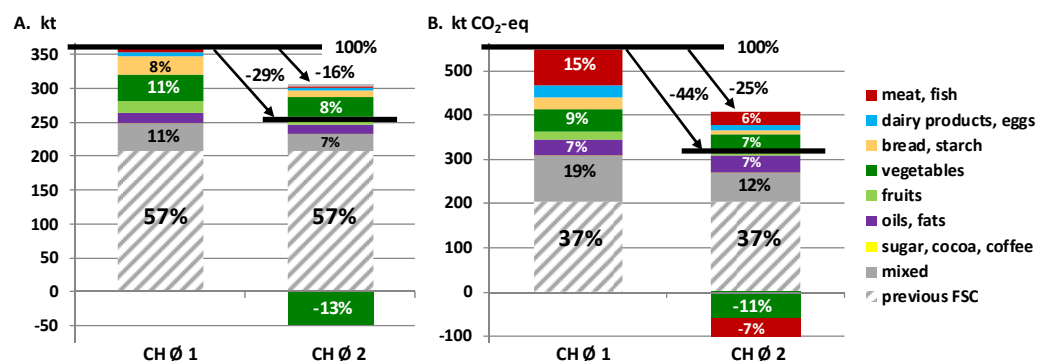 A. kt
350
300
250
200
150
100
50
0
-50
100%
-29%
-16%
8%
11%
11%
57%
8%
7%
57%
-13%
CH Ø 1
CH Ø 2
B. kt CO₂-eq
500
400
300
200
100
0
-100
100%
-44%
-25%
15%
9%
7%
19%
37%
6%
7%
7%
12%
37%
-11%
-7%
CH Ø 1
CH Ø 2
meat, fish
dairy products, eggs
bread, starch
vegetables
fruits
oils, fats
sugar, cocoa, coffee
mixed
previous FSC